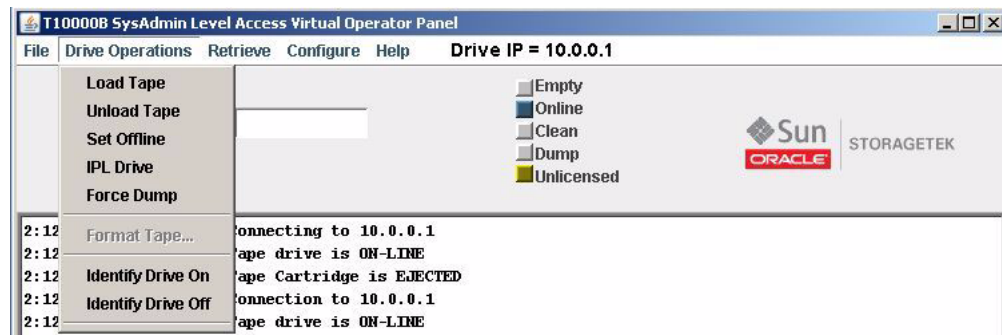 T10000B SysAdmin Level Access Virtual Operator Panel
File Drive Operations Retrieve Configure Help Drive IP = 10.0.0.1
Load Tape
Unload Tape
Set Offline
IPL Drive
Force Dump
Format Tape...
Identify Drive On
Identify Drive Off
Empty
Online
Clean
Dump
Unlicensed
Sun
ORACLE
STORAGETEK
2:12 onnecting to 10.0.0.1
2:12 ape drive is ON-LINE
2:12 ape Cartridge is EJECTED
2:12 onnection to 10.0.0.1
2:12 ape drive is ON-LINE